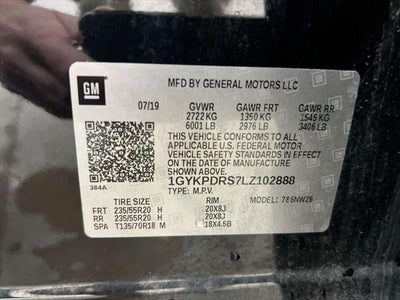 GM
MFD BY GENERAL MOTORS LLC
07/19 GVWR GAWR FRT GAWR RR
2722 KG 1350 KG 1545 KG
6001 LB 2976 LB 3406 LB
THIS VEHICLE CONFORMS TO ALL
APPLICABLE U.S. FEDERAL MOTOR
VEHICLE SAFETY STANDARDS IN EFFECT
ON THE DATE OF MANUFACTURE
SHOWN ABOVE.
384A 1GYKPDRS7LZ102888
TYPE: M.P.V. MODEL: 6NW26
TIRE SIZE RIM
FRT 235/55R20 H 20X8J
RR 235/55R20 H 20X8J
SPA T135/70R18 M 18X4.5B